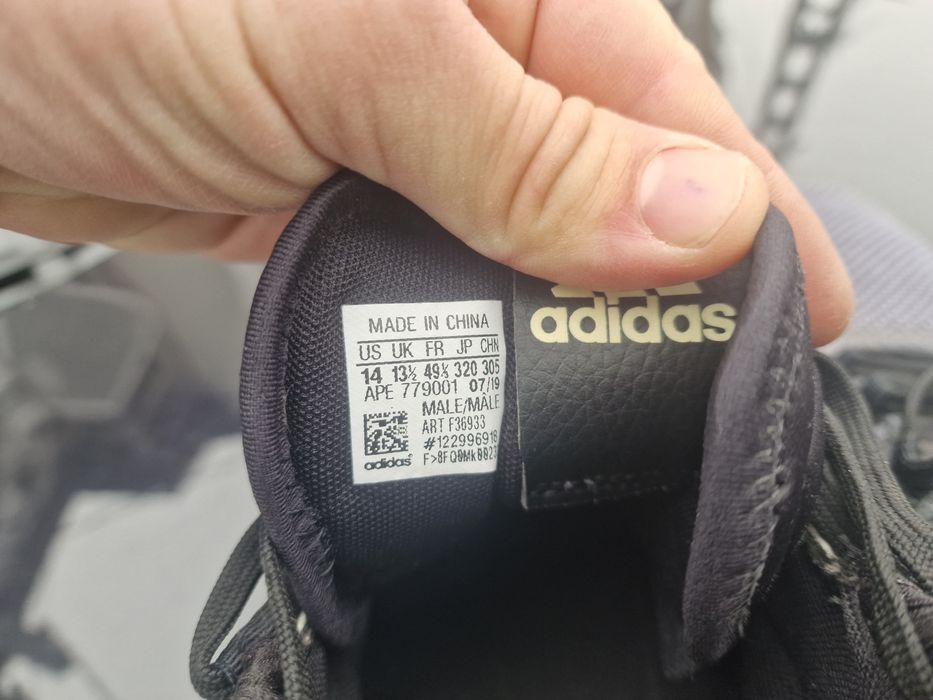 MADE IN CHINA
US UK FR JP CHN
14 13½ 49⅓ 320 305
APE 779001 07/19
MALE/MÂLE
ART F36933
#122996918
adidas
adidas